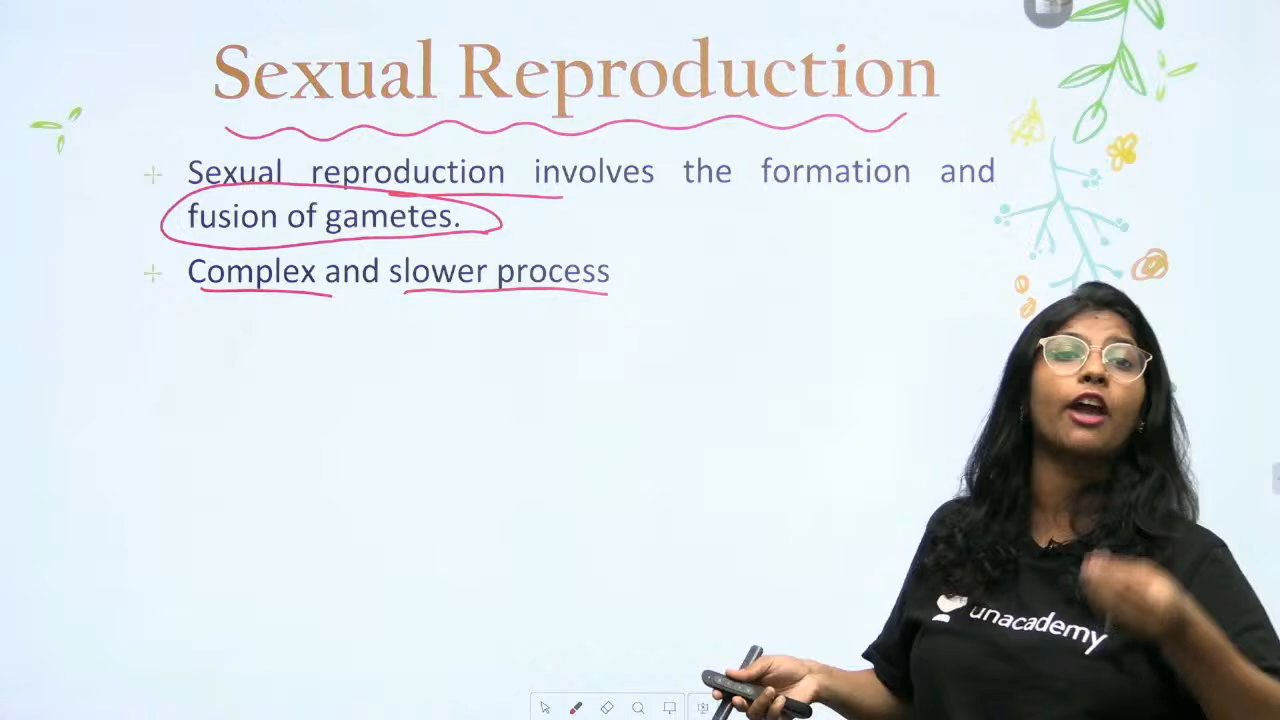 Sexual Reproduction
Sexual reproduction involves the formation and
fusion of gametes.
Complex and slower process
unacademy